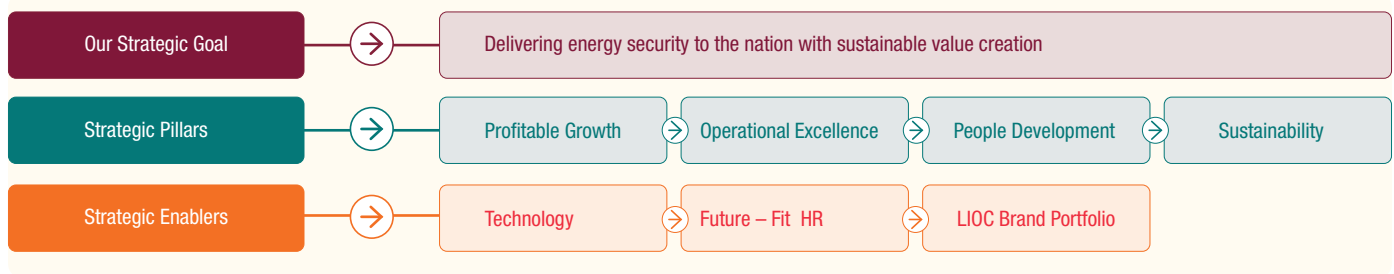 Our Strategic Goal
Delivering energy security to the nation with sustainable value creation
Strategic Pillars
Profitable Growth
Operational Excellence
People Development
Sustainability
Strategic Enablers
Technology
Future – Fit HR
LIOC Brand Portfolio